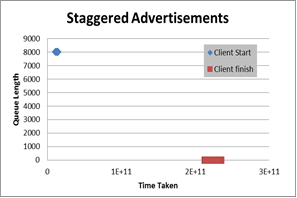 Staggered Advertisements
Queue Length
9000
8000
7000
6000
5000
4000
3000
2000
1000
0
Client Start
Client finish
0
1E+11
2E+11
3E+11
Time Taken